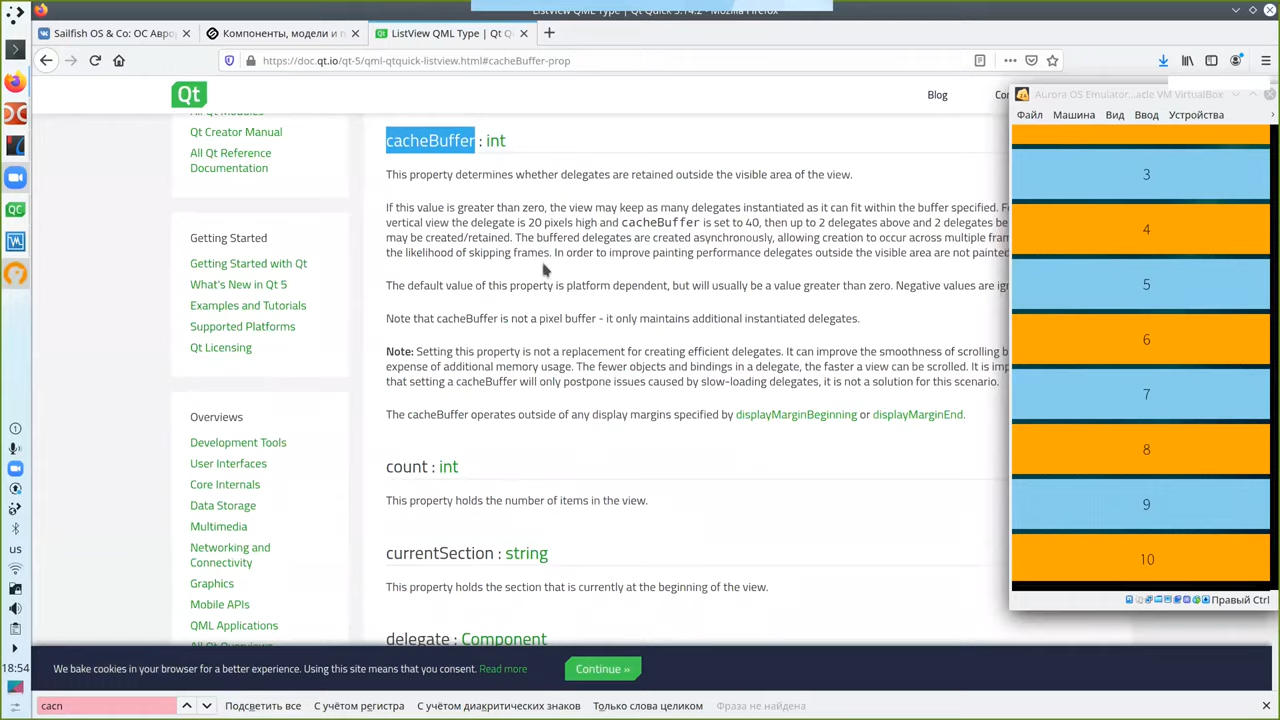 ListView QML Type | Qt Quick 5.14.2 - Mozilla Firefox
Sailfish OS & Co: ОС Авро
Компоненты, модели и п
ListView QML Type | Qt Q
https://doc.qt.io/qt-5/qml-qtquick-listview.html#cacheBuffer-prop
Qt
Blog
Qt Creator Manual
All Qt Reference
Documentation
Getting Started
Getting Started with Qt
What's New in Qt 5
Examples and Tutorials
Supported Platforms
Qt Licensing
Overviews
Development Tools
User Interfaces
Core Internals
Data Storage
Multimedia
Networking and
Connectivity
Graphics
Mobile APIs
QML Applications
cacheBuffer : int
This property determines whether delegates are retained outside the visible area of the view.
If this value is greater than zero, the view may keep as many delegates instantiated as it can fit within the buffer specified. F
vertical view the delegate is 20 pixels high and cacheBuffer is set to 40, then up to 2 delegates above and 2 delegates be
may be created/retained. The buffered delegates are created asynchronously, allowing creation to occur across multiple fram
the likelihood of skipping frames. In order to improve painting performance delegates outside the visible area are not painted
The default value of this property is platform dependent, but will usually be a value greater than zero. Negative values are ign
Note that cacheBuffer is not a pixel buffer - it only maintains additional instantiated delegates.
Note: Setting this property is not a replacement for creating efficient delegates. It can improve the smoothness of scrolling b
expense of additional memory usage. The fewer objects and bindings in a delegate, the faster a view can be scrolled. It is imp
that setting a cacheBuffer will only postpone issues caused by slow-loading delegates, it is not a solution for this scenario.
The cacheBuffer operates outside of any display margins specified by displayMarginBeginning or displayMarginEnd.
count : int
This property holds the number of items in the view.
currentSection : string
This property holds the section that is currently at the beginning of the view.
delegate : Component
Aurora OS Emulator...acle VM VirtualBox
Файл Машина Вид Ввод Устройства
3
4
5
6
7
8
9
10
Правый Ctrl
us
18:54
We bake cookies in your browser for a better experience. Using this site means that you consent. Read more
Continue »
cacn
Подсветить все
С учётом регистра
С учётом диакритических знаков
Только слова целиком
Фраза не найдена